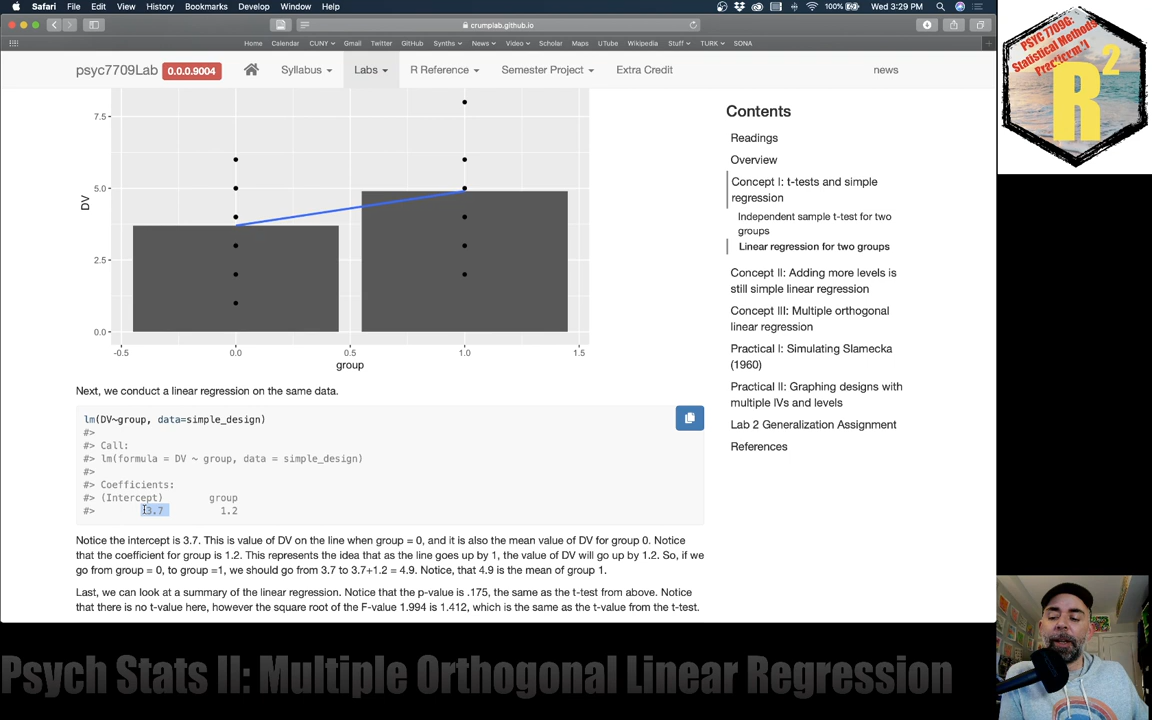 Safari File Edit View History Bookmarks Develop Window Help 100% Wed 3:29 PM
crumplab.github.io
Home Calendar CUNY Gmail Twitter GitHub Synths News Video Scholar Maps UTube Wikipedia Stuff TURK SONA
psyc7709Lab 0.0.0.9004 Syllabus Labs R Reference Semester Project Extra Credit news
7.5
5.0
DV
2.5
0.0
-0.5 0.0 0.5 1.0 1.5
group
Next, we conduct a linear regression on the same data.
lm(DV~group, data=simple_design)
#>
#> Call:
#> lm(formula = DV ~ group, data = simple_design)
#>
#> Coefficients:
#> (Intercept) group
#> 3.7 1.2
Notice the intercept is 3.7. This is value of DV on the line when group = 0, and it is also the mean value of DV for group 0. Notice
that the coefficient for group is 1.2. This represents the idea that as the line goes up by 1, the value of DV will go up by 1.2. So, if we
go from group = 0, to group =1, we should go from 3.7 to 3.7+1.2 = 4.9. Notice, that 4.9 is the mean of group 1.
Last, we can look at a summary of the linear regression. Notice that the p-value is .175, the same as the t-test from above. Notice
that there is no t-value here, however the square root of the F-value 1.994 is 1.412, which is the same as the t-value from the t-test.
Contents
Readings
Overview
Concept I: t-tests and simple
regression
Independent sample t-test for two
groups
Linear regression for two groups
Concept II: Adding more levels is
still simple linear regression
Concept III: Multiple orthogonal
linear regression
Practical I: Simulating Slamecka
(1960)
Practical II: Graphing designs with
multiple IVs and levels
Lab 2 Generalization Assignment
References
PSYC 7709G:
Statistical Methods
Practicum I
R2
Psych Stats II: Multiple Orthogonal Linear Regression